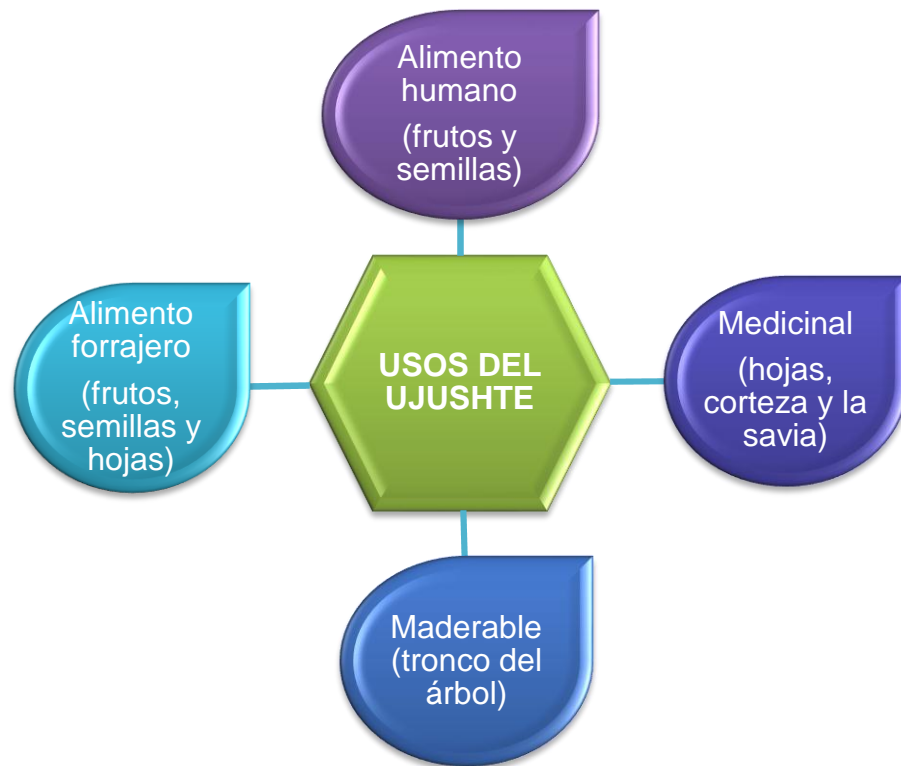 Alimento
humano
(frutos y
semillas)
Alimento
forrajero
(frutos,
semillas y
hojas)
USOS DEL
UJUSHTE
Medicinal
(hojas,
corteza y la
savia)
Maderable
(tronco del
árbol)